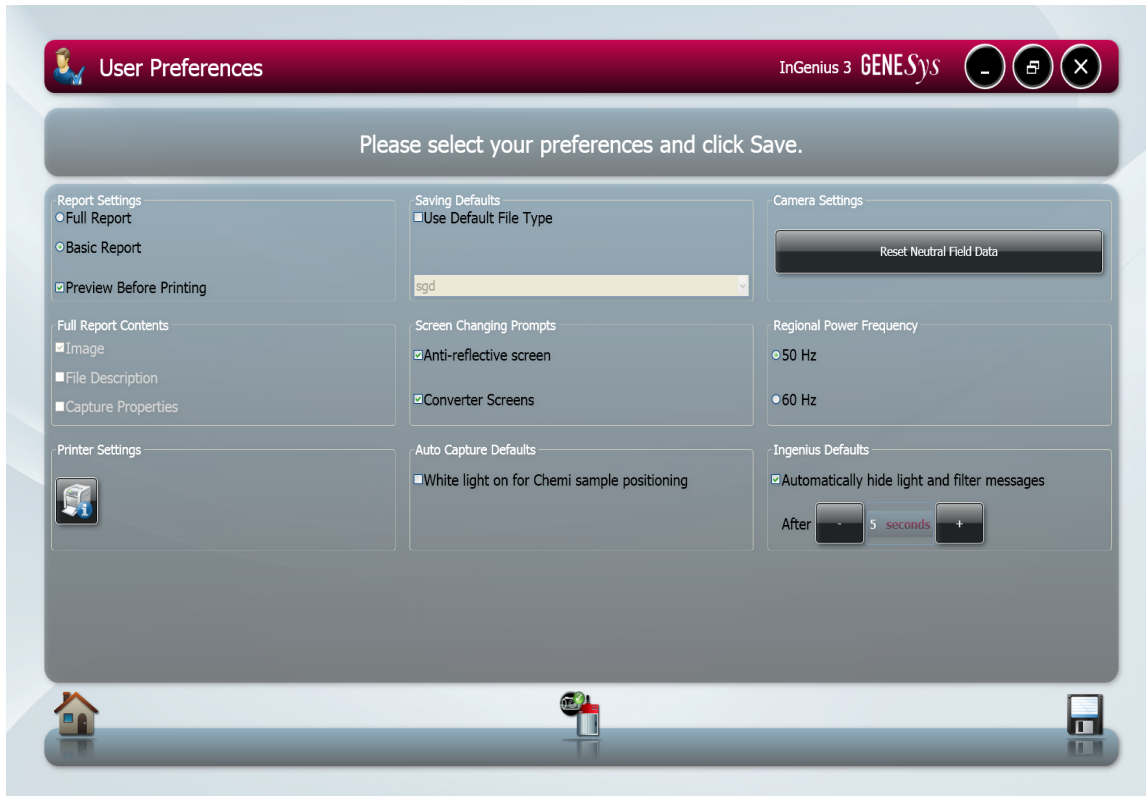 User Preferences
InGenius 3 GENESys
Please select your preferences and click Save.
Report Settings
Full Report
Basic Report
Preview Before Printing
Saving Defaults
Use Default File Type
sgd
Camera Settings
Reset Neutral Field Data
Full Report Contents
Image
File Description
Capture Properties
Screen Changing Prompts
Anti-reflective screen
Converter Screens
Regional Power Frequency
50 Hz
60 Hz
Printer Settings
Auto Capture Defaults
White light on for Chemi sample positioning
Ingenius Defaults
Automatically hide light and filter messages
After - 5 seconds +